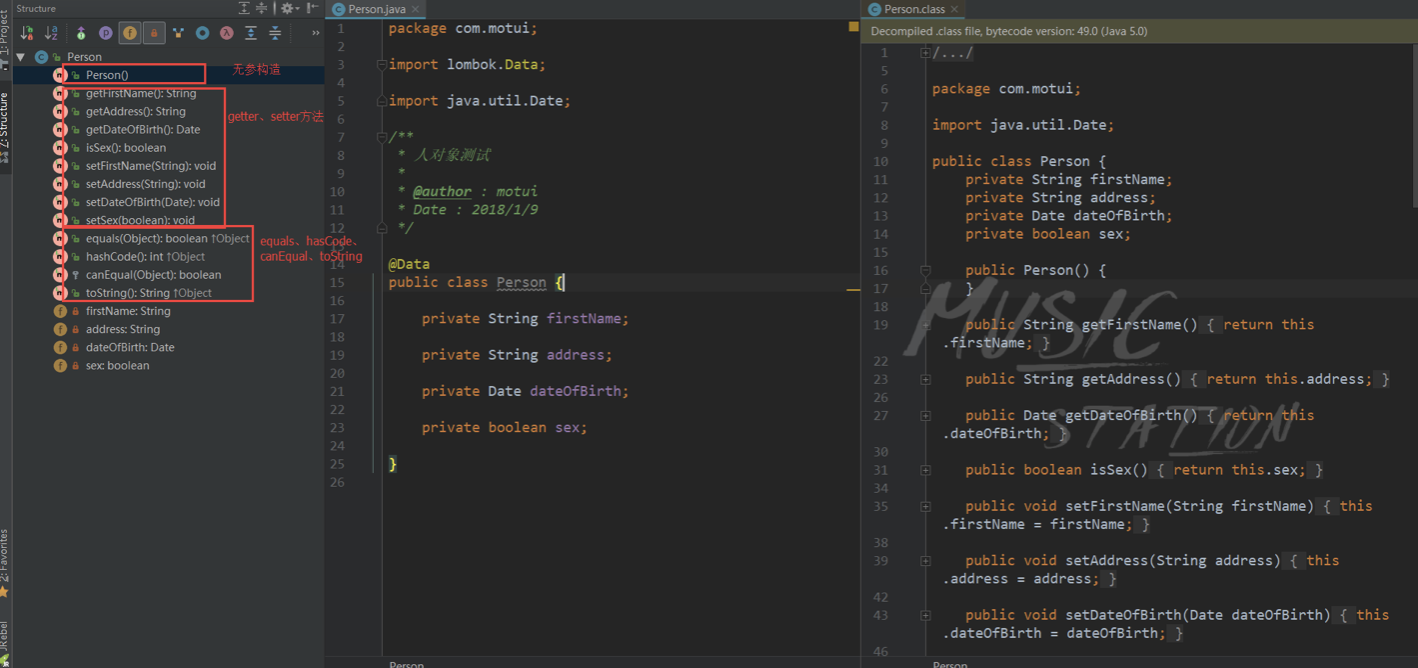 Structure
1: Project
Z: Structure
2: Favorites
JRebel
Person
Person()
无参构造
getFirstName(): String
getAddress(): String
getter、setter方法
getDateOfBirth(): Date
isSex(): boolean
setFirstName(String): void
setAddress(String): void
setDateOfBirth(Date): void
setSex(boolean): void
equals(Object): boolean ↑Object
equals、hasCode、
hashCode(): int ↑Object
canEqual、toString
canEqual(Object): boolean
toString(): String ↑Object
firstName: String
address: String
dateOfBirth: Date
sex: boolean
Person.java
1 package com.motui;
2
3 import lombok.Data;
4
5 import java.util.Date;
6
7 /**
8 * 人对象测试
9 *
10 * @author : motui
11 * Date : 2018/1/9
12 */
13
14 @Data
15 public class Person {
16
17 private String firstName;
18
19 private String address;
20
21 private Date dateOfBirth;
22
23 private boolean sex;
24
25 }
26
Person
Person.class
Decompiled .class file, bytecode version: 49.0 (Java 5.0)
1 /.../
5
6 package com.motui;
7
8 import java.util.Date;
9
10 public class Person {
11 private String firstName;
12 private String address;
13 private Date dateOfBirth;
14 private boolean sex;
15
16 public Person() {
17 }
18
19 public String getFirstName() { return this
.firstName; }
22
23 public String getAddress() { return this.address; }
26
27 public Date getDateOfBirth() { return this
.dateOfBirth; }
30
31 public boolean isSex() { return this.sex; }
34
35 public void setFirstName(String firstName) { this
.firstName = firstName; }
38
39 public void setAddress(String address) { this
.address = address; }
42
43 public void setDateOfBirth(Date dateOfBirth) { this
.dateOfBirth = dateOfBirth; }
46
Person
MUSIC
STATION